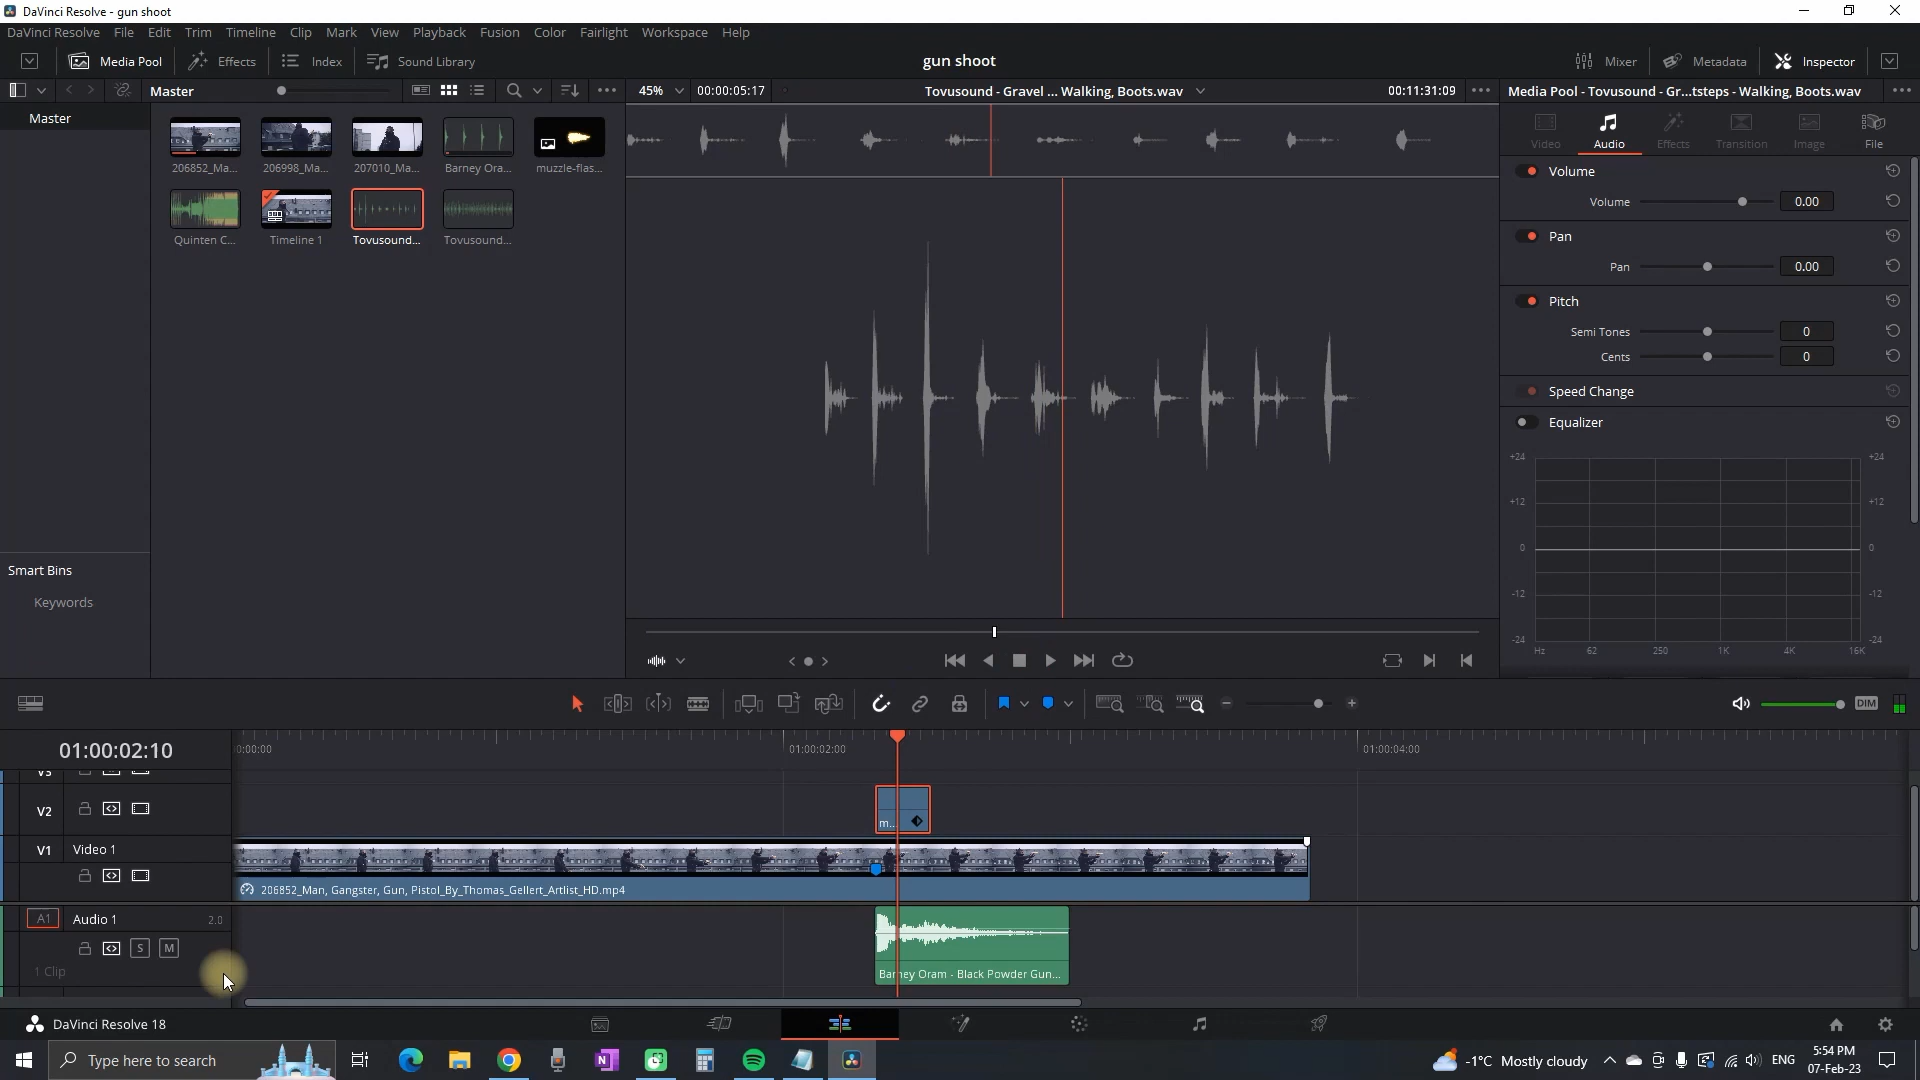 DaVinci Resolve - gun shoot
DaVinci Resolve File Edit Trim Timeline Clip Mark View Playback Fusion Color Fairlight Workspace Help
Media Pool Effects Index Sound Library gun shoot Mixer Metadata Inspector
Master 45% 00:00:05:17 Tovusound - Gravel ... Walking, Boots.wav 00:11:31:09 Media Pool - Tovusound - Gr...tsteps - Walking, Boots.wav
Master
Video Audio Effects Transition Image File
206852_Ma... 206998_Ma... 207010_Ma... Barney Ora... muzzle-flas...
Volume
Volume 0.00
Quinten C... Timeline 1 Tovusound... Tovusound...
Pan
Pan 0.00
Pitch
Semi Tones 0
Cents 0
Speed Change
Equalizer
+24 +24
+12 +12
0 0
-12 -12
-24 -24
Hz 62 250 1K 4K 16K
Smart Bins
Keywords
DIM
01:00:02:10 0:00:00 01:00:02:00 01:00:04:00
V3
V2 m...
V1 Video 1
206852_Man, Gangster, Gun, Pistol_By_Thomas_Gellert_Artlist_HD.mp4
A1 Audio 1 2.0
S M
1 Clip Barney Oram - Black Powder Gun...
DaVinci Resolve 18
Type here to search -1°C Mostly cloudy ENG 5:54 PM
07-Feb-23